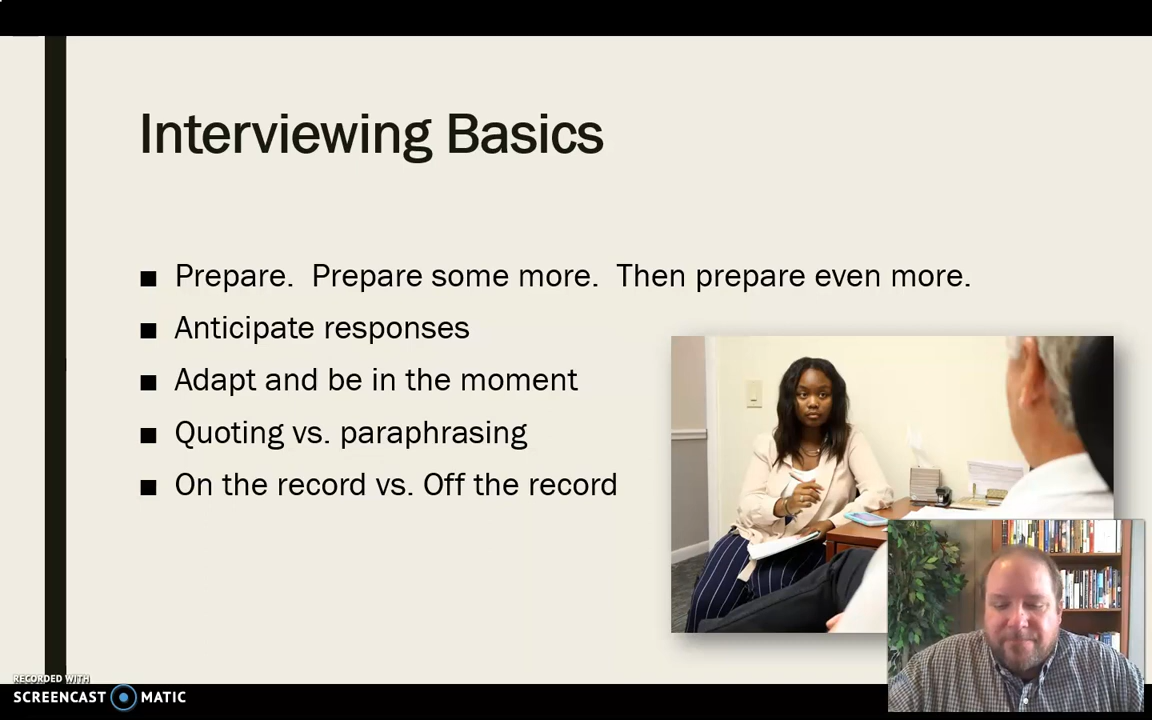 Interviewing Basics
■ Prepare. Prepare some more. Then prepare even more.
■ Anticipate responses
■ Adapt and be in the moment
■ Quoting vs. paraphrasing
■ On the record vs. Off the record
RECORDED WITH
SCREENCAST MATIC